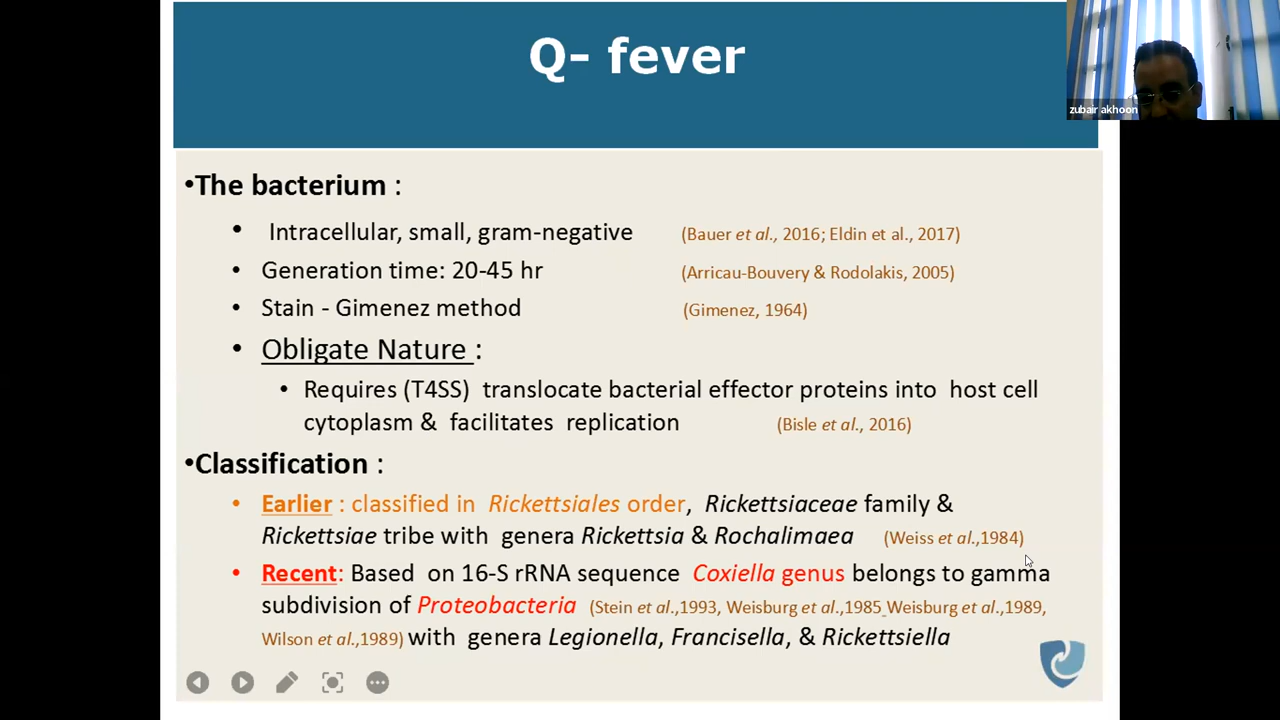 Q- fever
zubair akhoon
•The bacterium :
• Intracellular, small, gram-negative (Bauer et al., 2016; Eldin et al., 2017)
• Generation time: 20-45 hr (Arricau-Bouvery & Rodolakis, 2005)
• Stain - Gimenez method (Gimenez, 1964)
• Obligate Nature :
• Requires (T4SS) translocate bacterial effector proteins into host cell
cytoplasm & facilitates replication (Bisle et al., 2016)
•Classification :
• Earlier : classified in Rickettsiales order, Rickettsiaceae family &
Rickettsiae tribe with genera Rickettsia & Rochalimaea (Weiss et al.,1984)
• Recent: Based on 16-S rRNA sequence Coxiella genus belongs to gamma
subdivision of Proteobacteria (Stein et al.,1993, Weisburg et al.,1985 Weisburg et al.,1989,
Wilson et al.,1989) with genera Legionella, Francisella, & Rickettsiella